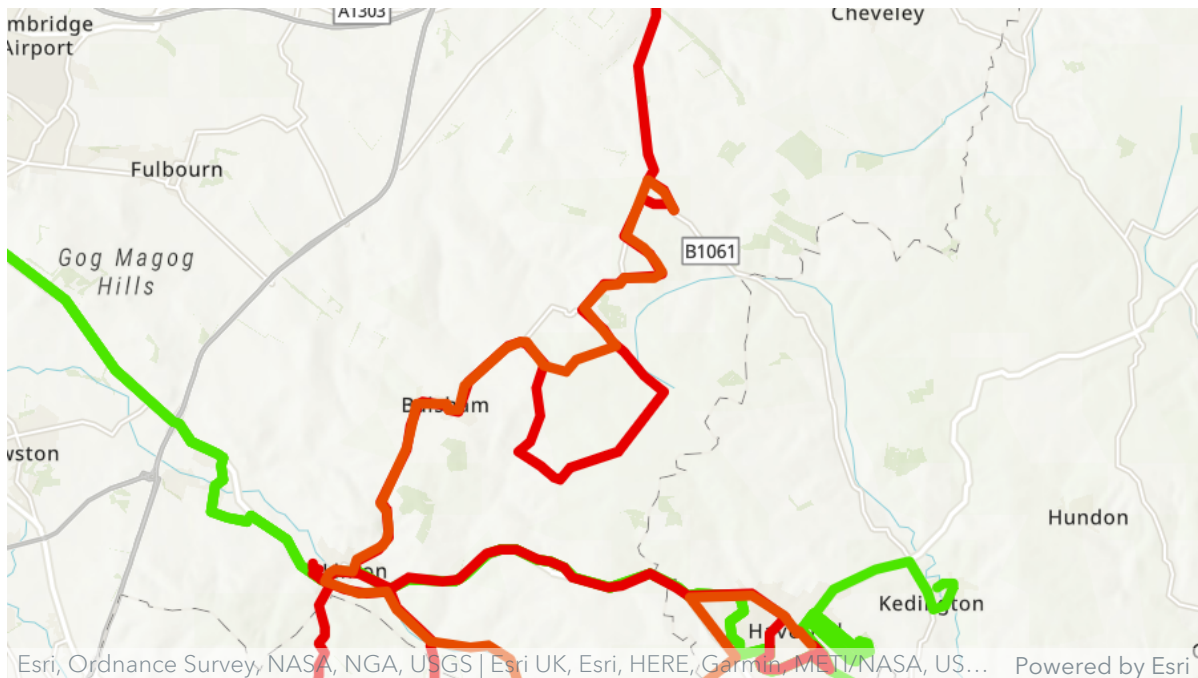 A1303
Cheveley
mbridge
Airport
Fulbourn
Gog Magog
Hills
B1061
Balsham
wston
Hundon
Kedington
Esri, Ordnance Survey, NASA, NGA, USGS | Esri UK, Esri, HERE, Garmin, METI/NASA, US...
Powered by Esri